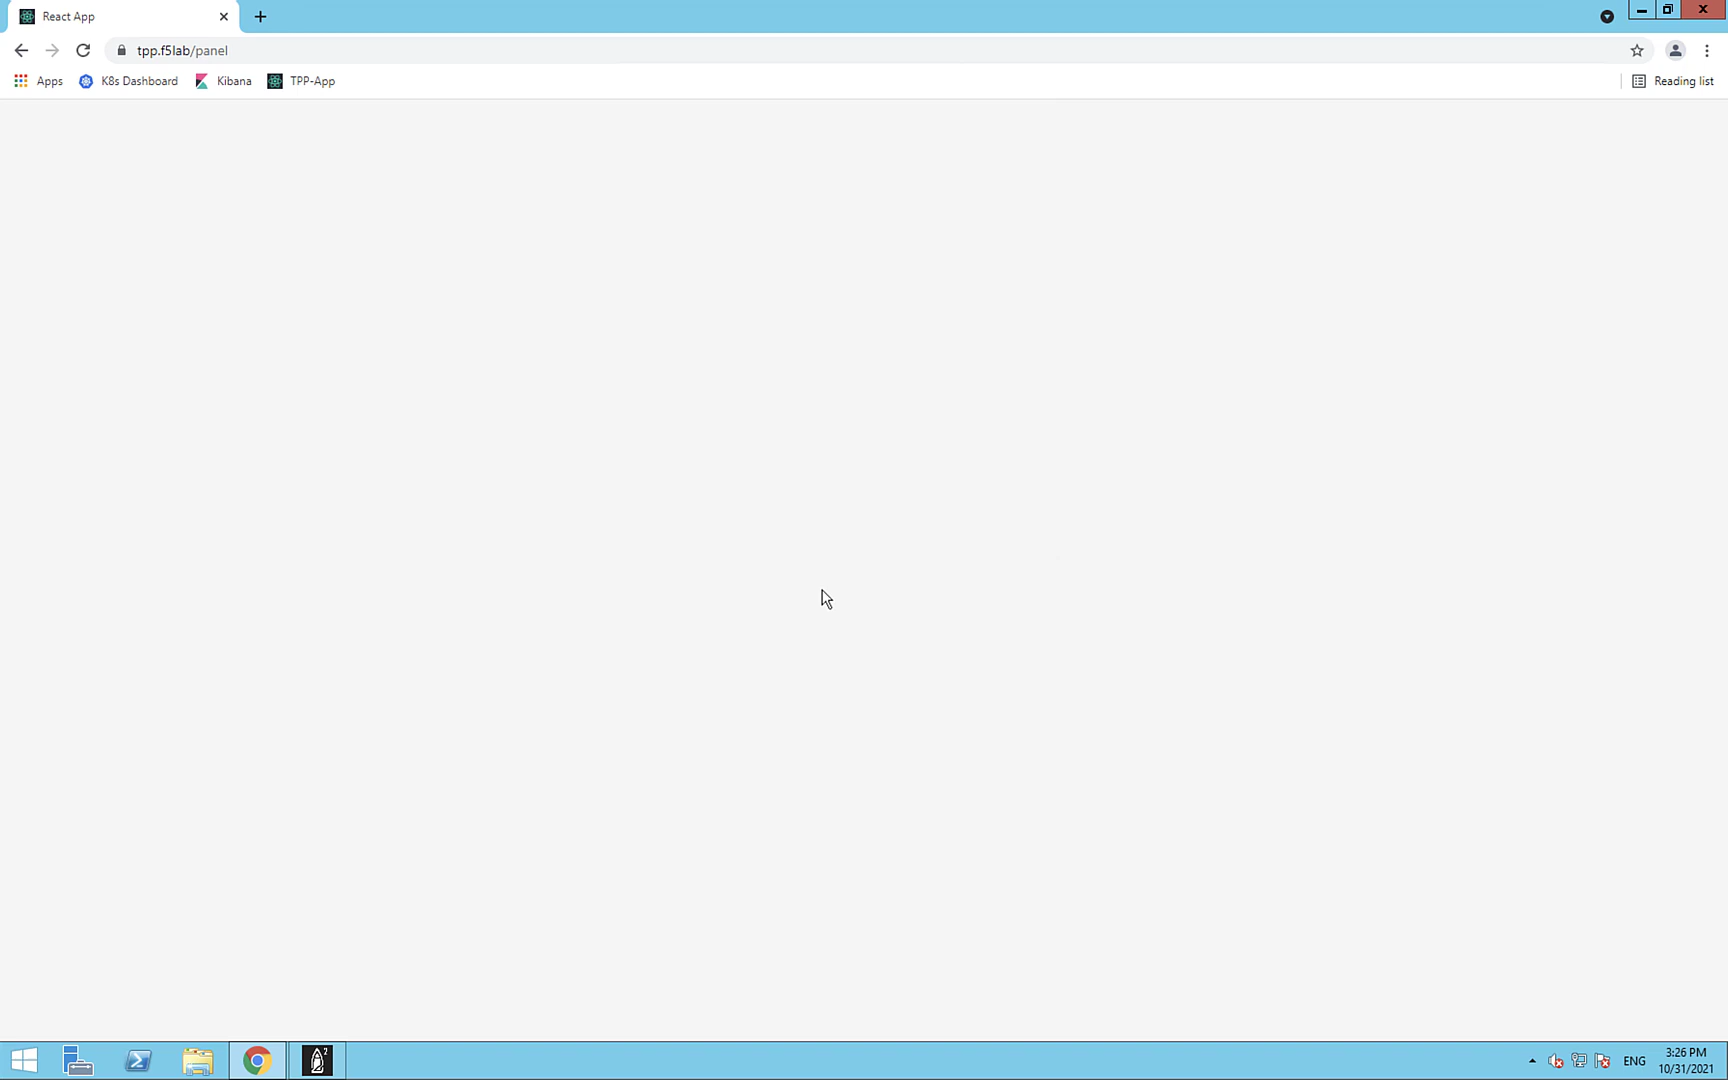 React App
tpp.f5lab/panel
Apps
K8s Dashboard
Kibana
TPP-App
Reading list
2
ENG
3:26 PM
10/31/2021